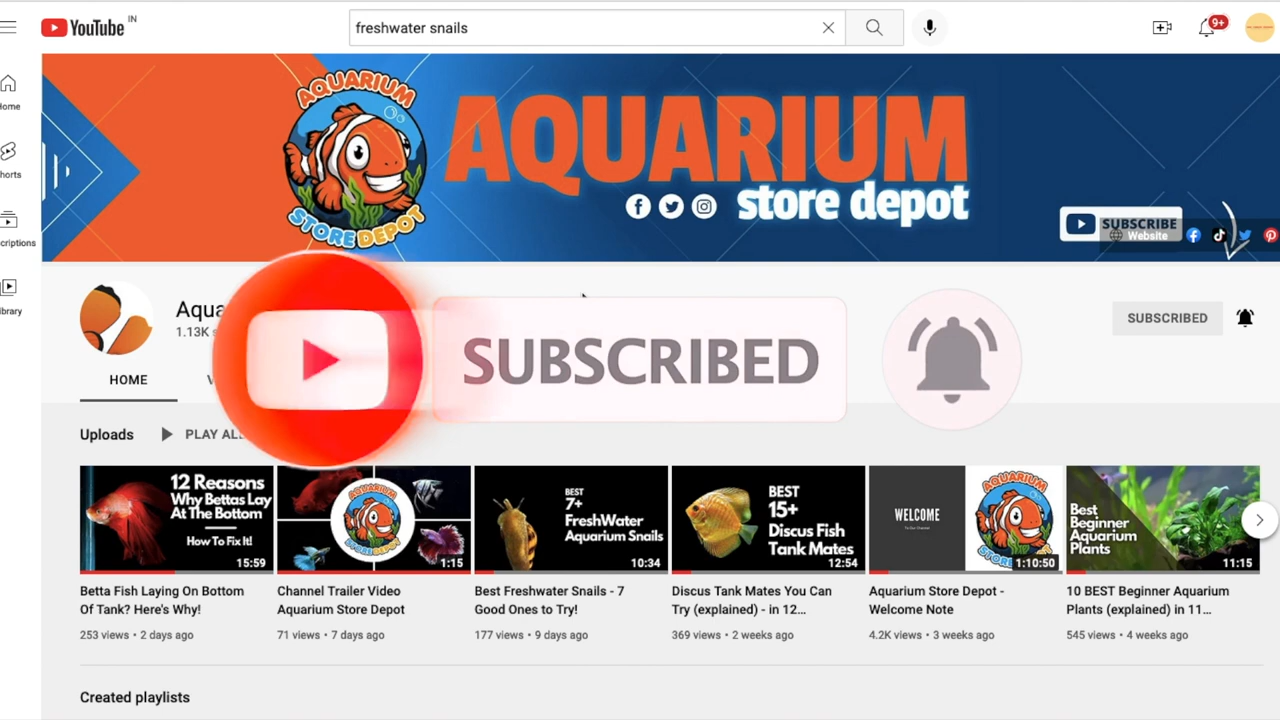 YouTube IN
freshwater snails
9+
Home
AQUARIUM
STORE DEPOT
AQUARIUM
store depot
SUBSCRIBE
Website
horts
criptions
ibrary
Aqua
1.13K s
SUBSCRIBED
SUBSCRIBED
HOME
V
Uploads
PLAY ALL
12 Reasons
Why Bettas Lay
At The Bottom
How To Fix It!
15:59
AQUARIUM
STORE DEPOT
1:15
BEST
7+
FreshWater
Aquarium Snails
10:34
BEST
15+
Discus Fish
Tank Mates
12:54
WELCOME
To Our Channel
AQUARIUM
STORE DEPOT
1:10:50
Best
Beginner
Aquarium
Plants
11:15
Betta Fish Laying On Bottom
Of Tank? Here's Why!
253 views • 2 days ago
Channel Trailer Video
Aquarium Store Depot
71 views • 7 days ago
Best Freshwater Snails - 7
Good Ones to Try!
177 views • 9 days ago
Discus Tank Mates You Can
Try (explained) - in 12...
369 views • 2 weeks ago
Aquarium Store Depot -
Welcome Note
4.2K views • 3 weeks ago
10 BEST Beginner Aquarium
Plants (explained) in 11...
545 views • 4 weeks ago
Created playlists